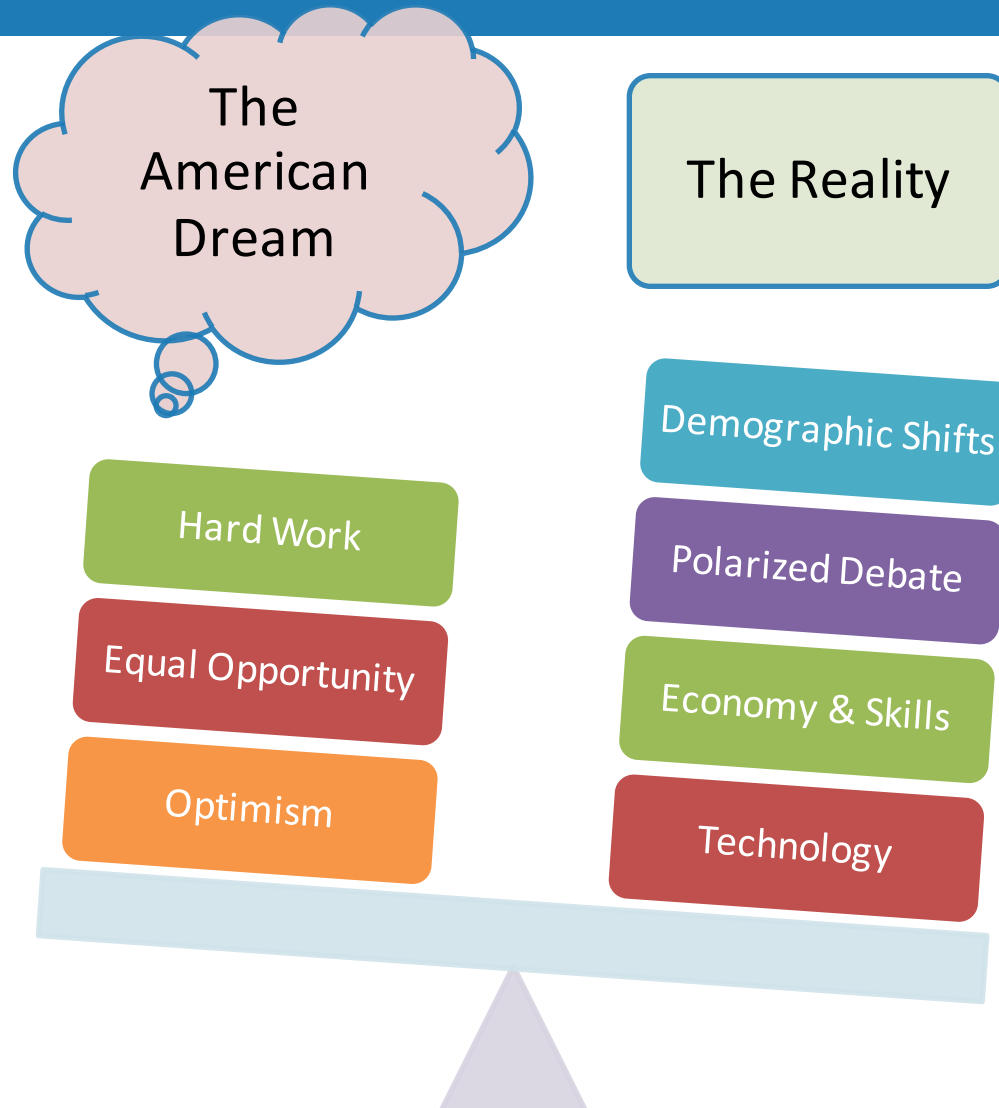 The
American
Dream
The Reality
Hard Work
Equal Opportunity
Optimism
Demographic Shifts
Polarized Debate
Economy & Skills
Technology